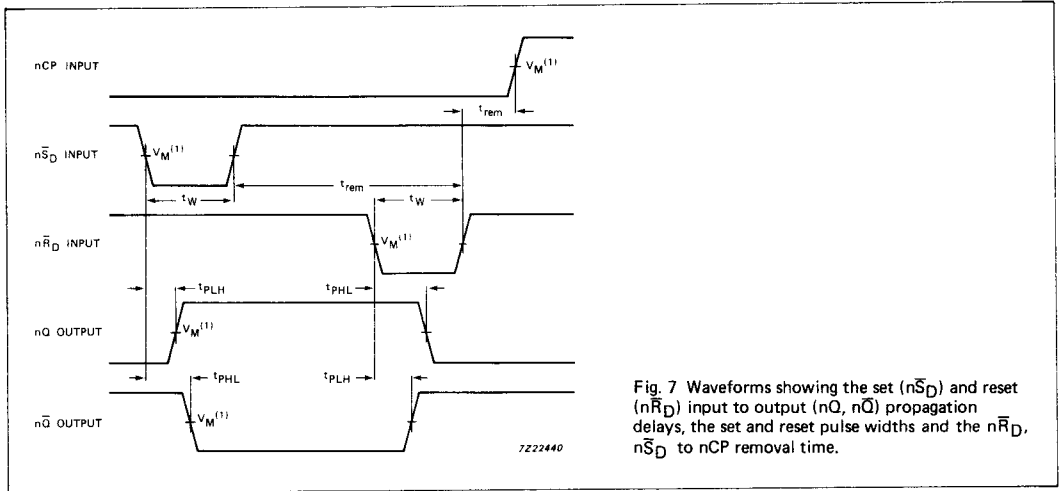 nCP INPUT
V_M^(1)
t_rem
nS̅_D INPUT
V_M^(1)
t_W
t_rem
t_W
nR̅_D INPUT
V_M^(1)
t_PLH
t_PHL
nQ OUTPUT
V_M^(1)
t_PHL
t_PLH
nQ̅ OUTPUT
V_M^(1)
7Z22440
Fig. 7 Waveforms showing the set (nS̅_D) and reset
(nR̅_D) input to output (nQ, nQ̅) propagation
delays, the set and reset pulse widths and the nR̅_D,
nS̅_D to nCP removal time.